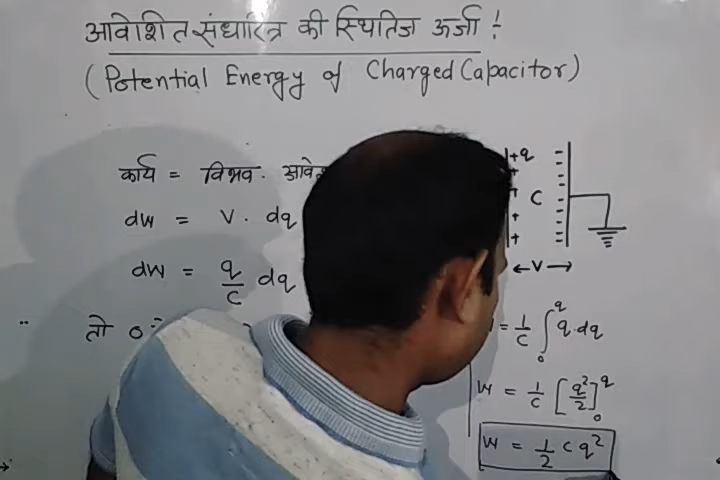 आवेशित संधारित्र की स्थितिज ऊर्जा !
(Potential Energy of Charged Capacitor)
कार्य = विभव.
dW = V. dq
dW = q/C dq
तो 0
+q -
+ -
+ C -
+ -
+ -
←V→
= 1/C ∫₀^q q.dq
W = 1/C [q²/2]₀^q
W = 1/2 C q²